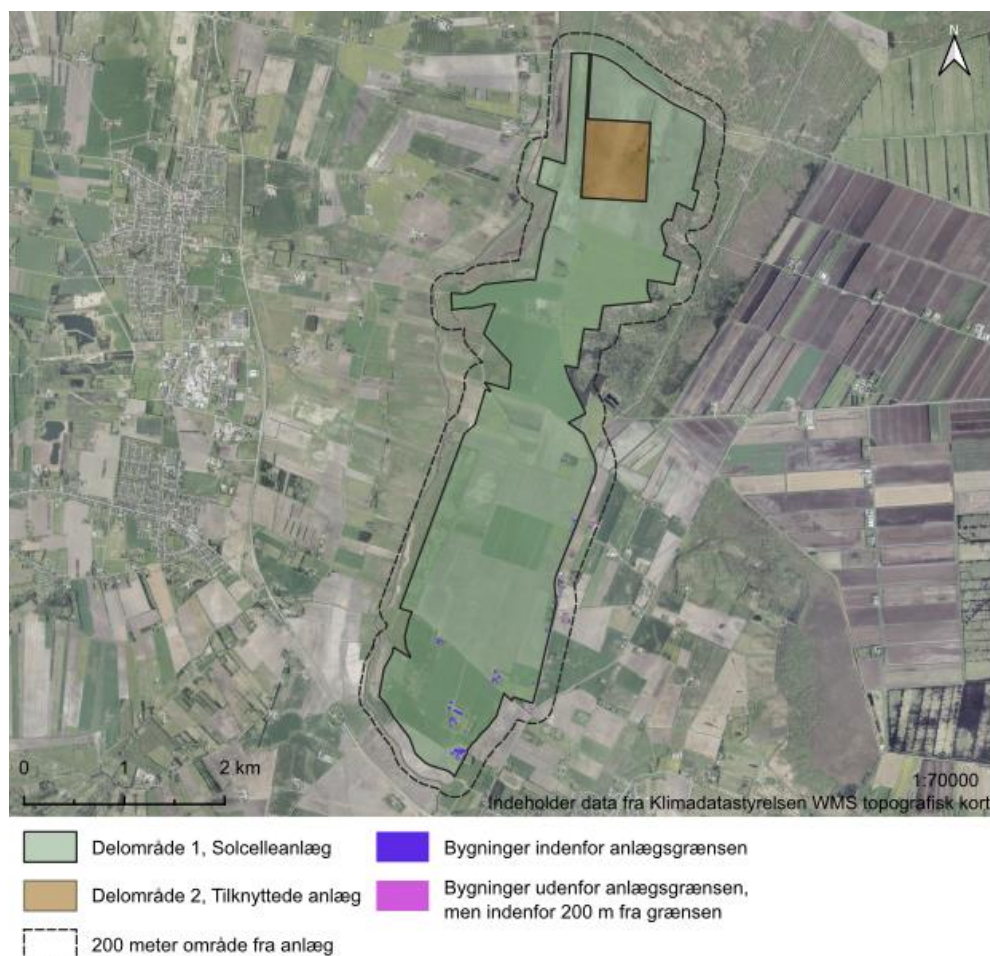 N
0 1 2 km
1:70000
Indeholder data fra Klimadatastyrelsen WMS topografisk kort
Delområde 1, Solcelleanlæg
Bygninger indenfor anlægsgrænsen
Delområde 2, Tilknyttede anlæg
Bygninger udenfor anlægsgrænsen,
men indenfor 200 m fra grænsen
200 meter område fra anlæg